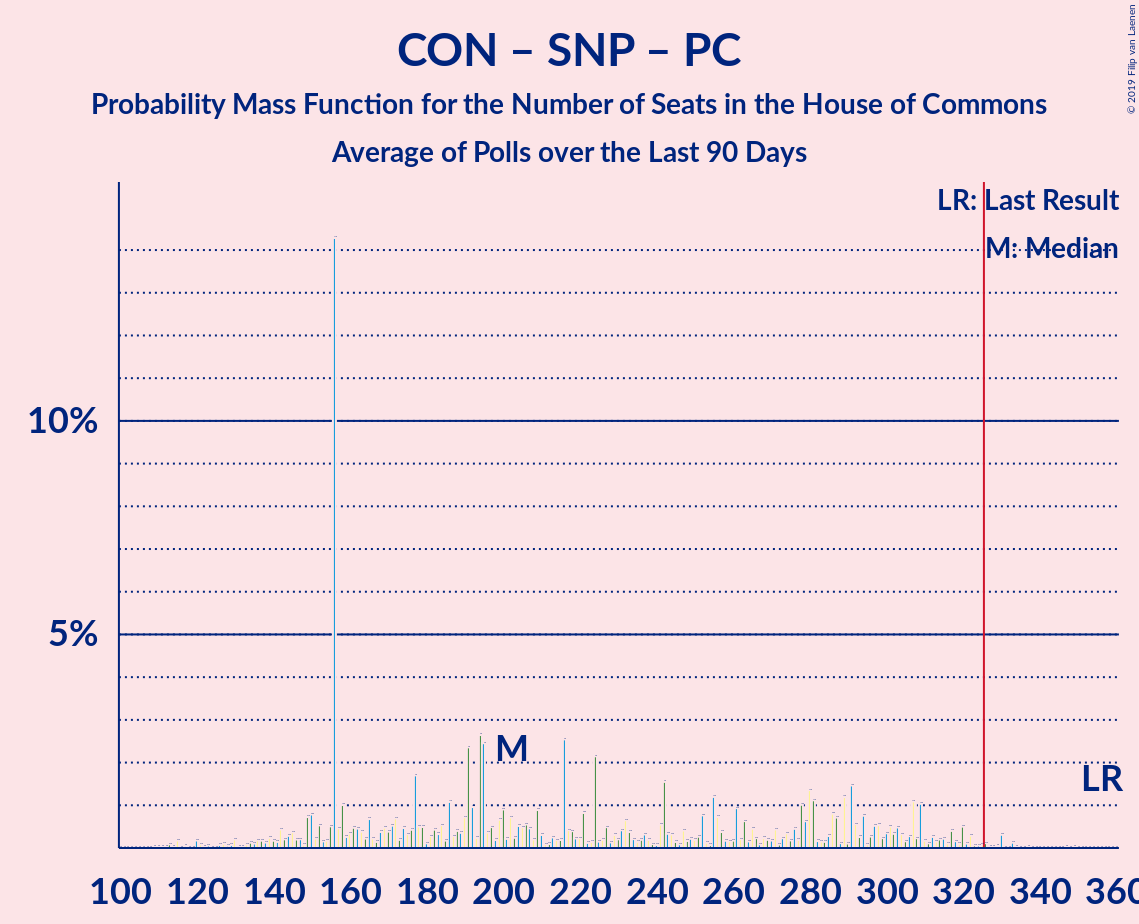 CON – SNP – PC
Probability Mass Function for the Number of Seats in the House of Commons
Average of Polls over the Last 90 Days
© 2019 Filip van Laenen
LR: Last Result
M: Median
10%
5%
M
LR
100 120 140 160 180 200 220 240 260 280 300 320 340 360